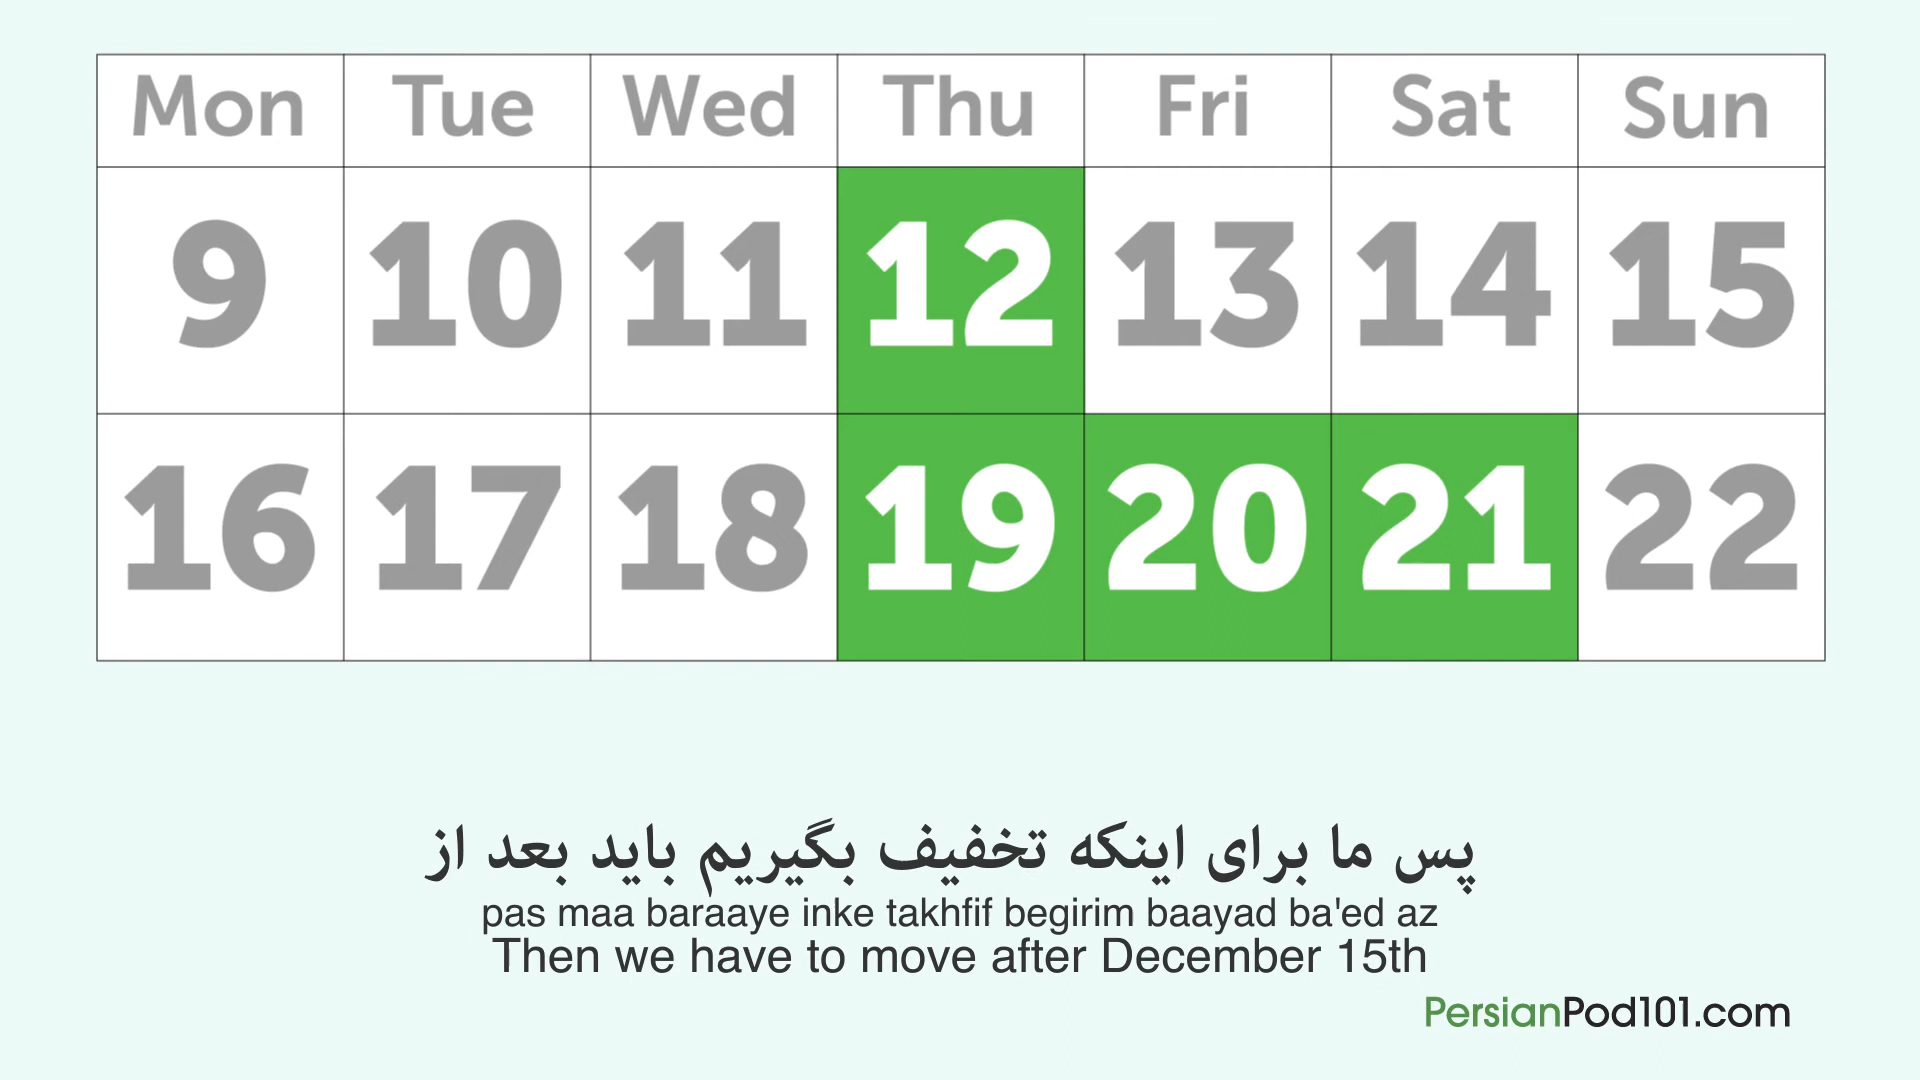 Mon Tue Wed Thu Fri Sat Sun
9 10 11 12 13 14 15
16 17 18 19 20 21 22
پس ما برای اینکه تخفیف بگیریم باید بعد از
pas maa baraaye inke takhfif begirim baayad ba'ed az
Then we have to move after December 15th
PersianPod101.com